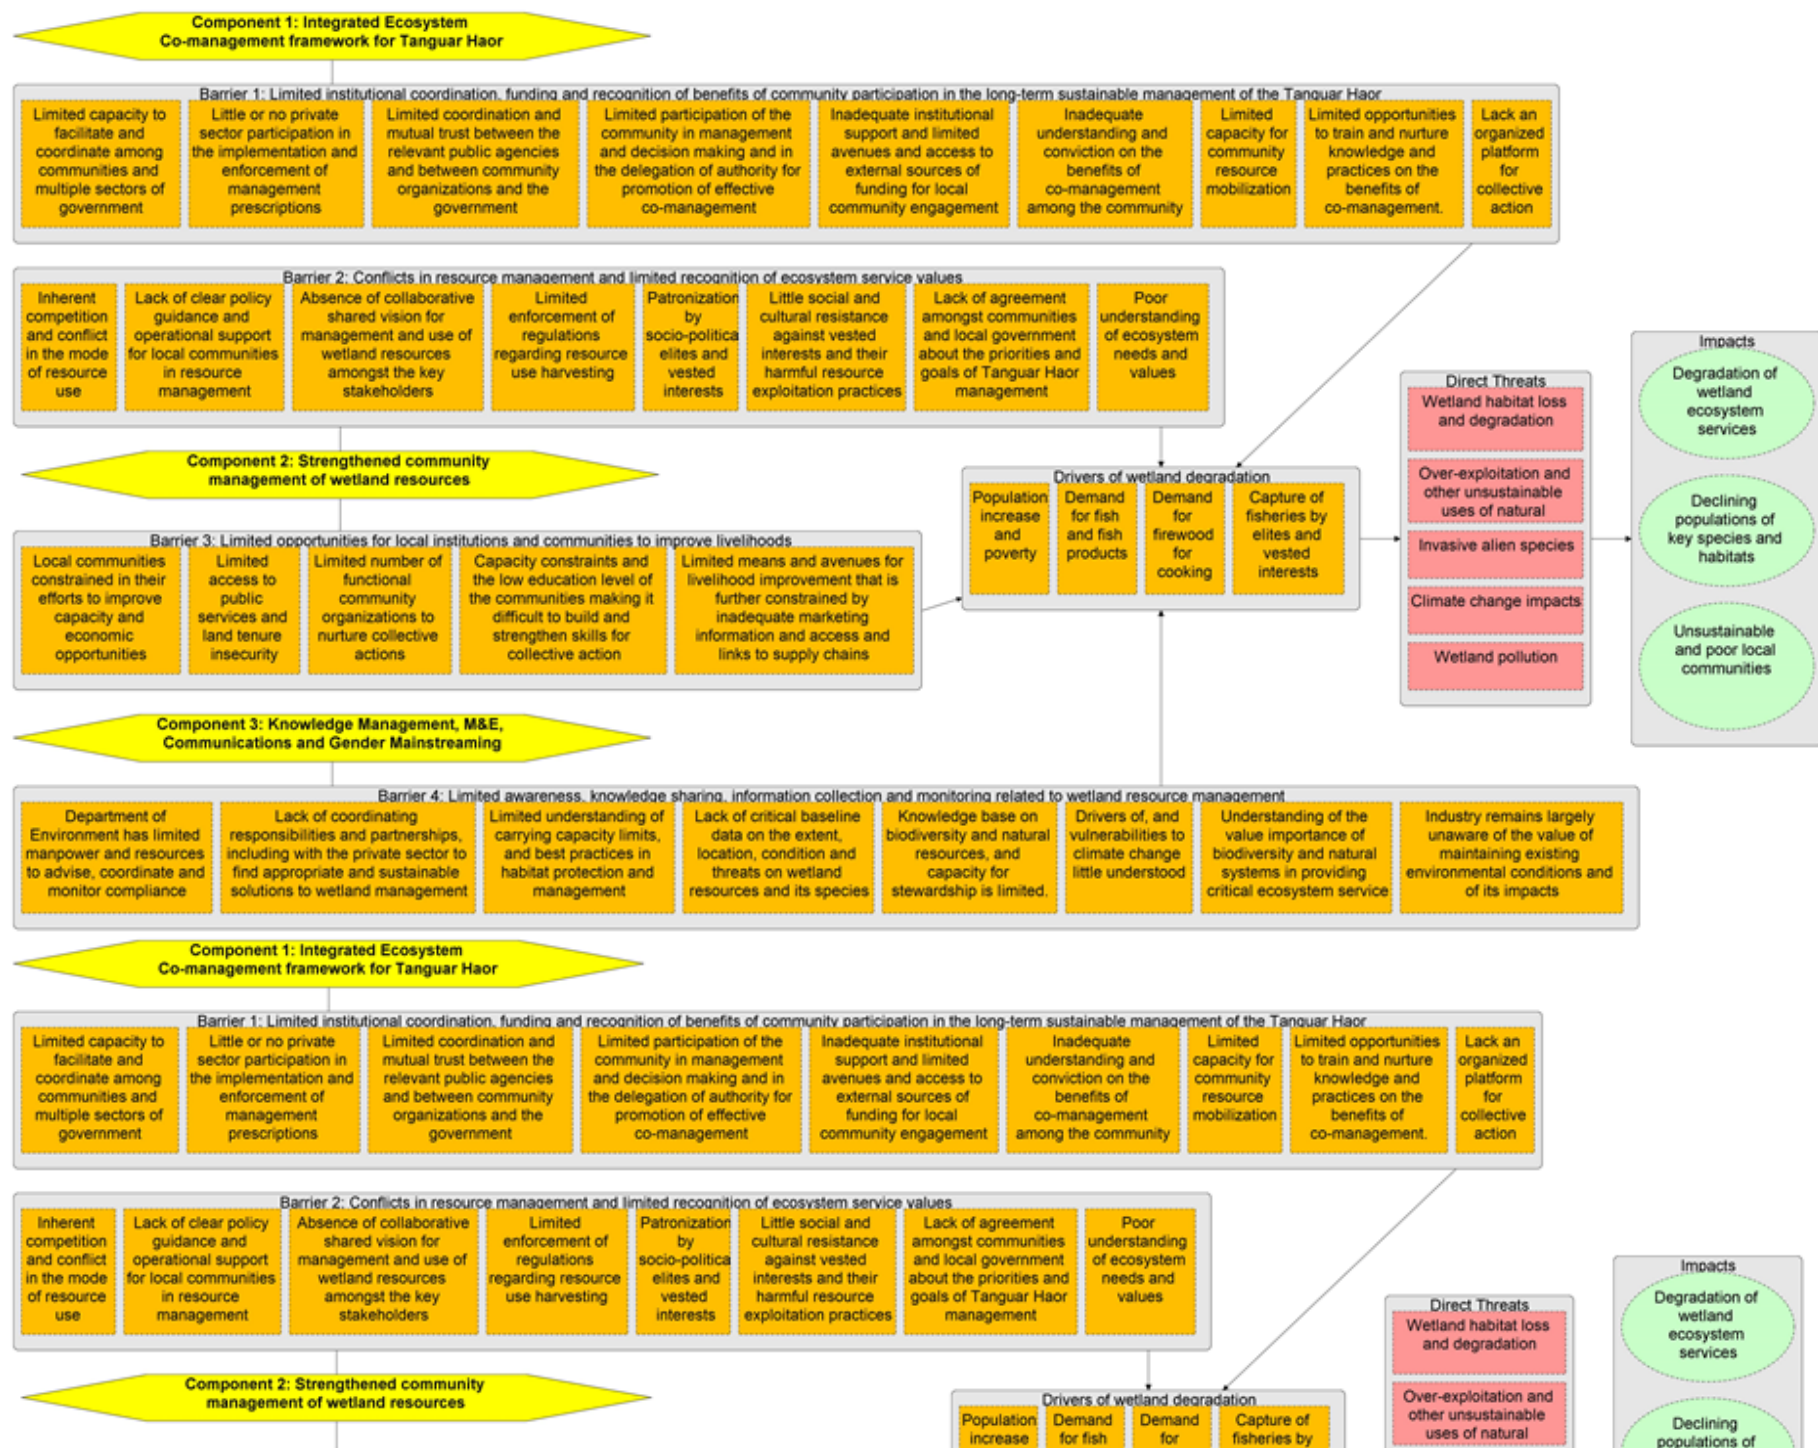 Component 1: Integrated Ecosystem
Co-management framework for Tanguar Haor
Barrier 1: Limited institutional coordination, funding and recognition of benefits of community participation in the long-term sustainable management of the Tanguar Haor
Limited capacity to
facilitate and
coordinate among
communities and
multiple sectors of
government
Little or no private
sector participation in
the implementation and
enforcement of
management
prescriptions
Limited coordination and
mutual trust between the
relevant public agencies
and between community
organizations and the
government
Limited participation of the
community in management
and decision making and in
the delegation of authority for
promotion of effective
co-management
Inadequate institutional
support and limited
avenues and access to
external sources of
funding for local
community engagement
Inadequate
understanding and
conviction on the
benefits of
co-management
among the community
Limited
capacity for
community
resource
mobilization
Limited opportunities
to train and nurture
knowledge and
practices on the
benefits of
co-management.
Lack an
organized
platform
for
collective
action
Barrier 2: Conflicts in resource management and limited recognition of ecosystem service values
Inherent
competition
and conflict
in the mode
of resource
use
Lack of clear policy
guidance and
operational support
for local communities
in resource
management
Absence of collaborative
shared vision for
management and use of
wetland resources
amongst the key
stakeholders
Limited
enforcement of
regulations
regarding resource
use harvesting
Patronization
by
socio-politica
elites and
vested
interests
Little social and
cultural resistance
against vested
interests and their
harmful resource
exploitation practices
Lack of agreement
amongst communities
and local government
about the priorities and
goals of Tanguar Haor
management
Poor
understanding
of ecosystem
needs and
values
Component 2: Strengthened community
management of wetland resources
Barrier 3: Limited opportunities for local institutions and communities to improve livelihoods
Local communities
constrained in their
efforts to improve
capacity and
economic
opportunities
Limited
access to
public
services and
land tenure
insecurity
Limited number of
functional
community
organizations to
nurture collective
actions
Capacity constraints and
the low education level of
the communities making it
difficult to build and
strengthen skills for
collective action
Limited means and avenues for
livelihood improvement that is
further constrained by
inadequate marketing
information and access and
links to supply chains
Drivers of wetland degradation
Population
increase
and
poverty
Demand
for fish
and fish
products
Demand
for
firewood
for
cooking
Capture of
fisheries by
elites and
vested
interests
Direct Threats
Wetland habitat loss
and degradation
Over-exploitation and
other unsustainable
uses of natural
Invasive alien species
Climate change impacts
Wetland pollution
Impacts
Degradation of
wetland
ecosystem
services
Declining
populations of
key species and
habitats
Unsustainable
and poor local
communities
Component 3: Knowledge Management, M&E,
Communications and Gender Mainstreaming
Barrier 4: Limited awareness, knowledge sharing, information collection and monitoring related to wetland resource management
Department of
Environment has limited
manpower and resources
to advise, coordinate and
monitor compliance
Lack of coordinating
responsibilities and partnerships,
including with the private sector to
find appropriate and sustainable
solutions to wetland management
Limited understanding of
carrying capacity limits,
and best practices in
habitat protection and
management
Lack of critical baseline
data on the extent,
location, condition and
threats on wetland
resources and its species
Knowledge base on
biodiversity and natural
resources, and
capacity for
stewardship is limited.
Drivers of, and
vulnerabilities to
climate change
little understood
Understanding of the
value importance of
biodiversity and natural
systems in providing
critical ecosystem service
Industry remains largely
unaware of the value of
maintaining existing
environmental conditions and
of its impacts
Component 1: Integrated Ecosystem
Co-management framework for Tanguar Haor
Barrier 1: Limited institutional coordination, funding and recognition of benefits of community participation in the long-term sustainable management of the Tanguar Haor
Limited capacity to
facilitate and
coordinate among
communities and
multiple sectors of
government
Little or no private
sector participation in
the implementation and
enforcement of
management
prescriptions
Limited coordination and
mutual trust between the
relevant public agencies
and between community
organizations and the
government
Limited participation of the
community in management
and decision making and in
the delegation of authority for
promotion of effective
co-management
Inadequate institutional
support and limited
avenues and access to
external sources of
funding for local
community engagement
Inadequate
understanding and
conviction on the
benefits of
co-management
among the community
Limited
capacity for
community
resource
mobilization
Limited opportunities
to train and nurture
knowledge and
practices on the
benefits of
co-management.
Lack an
organized
platform
for
collective
action
Barrier 2: Conflicts in resource management and limited recognition of ecosystem service values
Inherent
competition
and conflict
in the mode
of resource
use
Lack of clear policy
guidance and
operational support
for local communities
in resource
management
Absence of collaborative
shared vision for
management and use of
wetland resources
amongst the key
stakeholders
Limited
enforcement of
regulations
regarding resource
use harvesting
Patronization
by
socio-politica
elites and
vested
interests
Little social and
cultural resistance
against vested
interests and their
harmful resource
exploitation practices
Lack of agreement
amongst communities
and local government
about the priorities and
goals of Tanguar Haor
management
Poor
understanding
of ecosystem
needs and
values
Component 2: Strengthened community
management of wetland resources
Drivers of wetland degradation
Population
increase
Demand
for fish
Demand
for
Capture of
fisheries by
Direct Threats
Wetland habitat loss
and degradation
Over-exploitation and
other unsustainable
uses of natural
Impacts
Degradation of
wetland
ecosystem
services
Declining
populations of